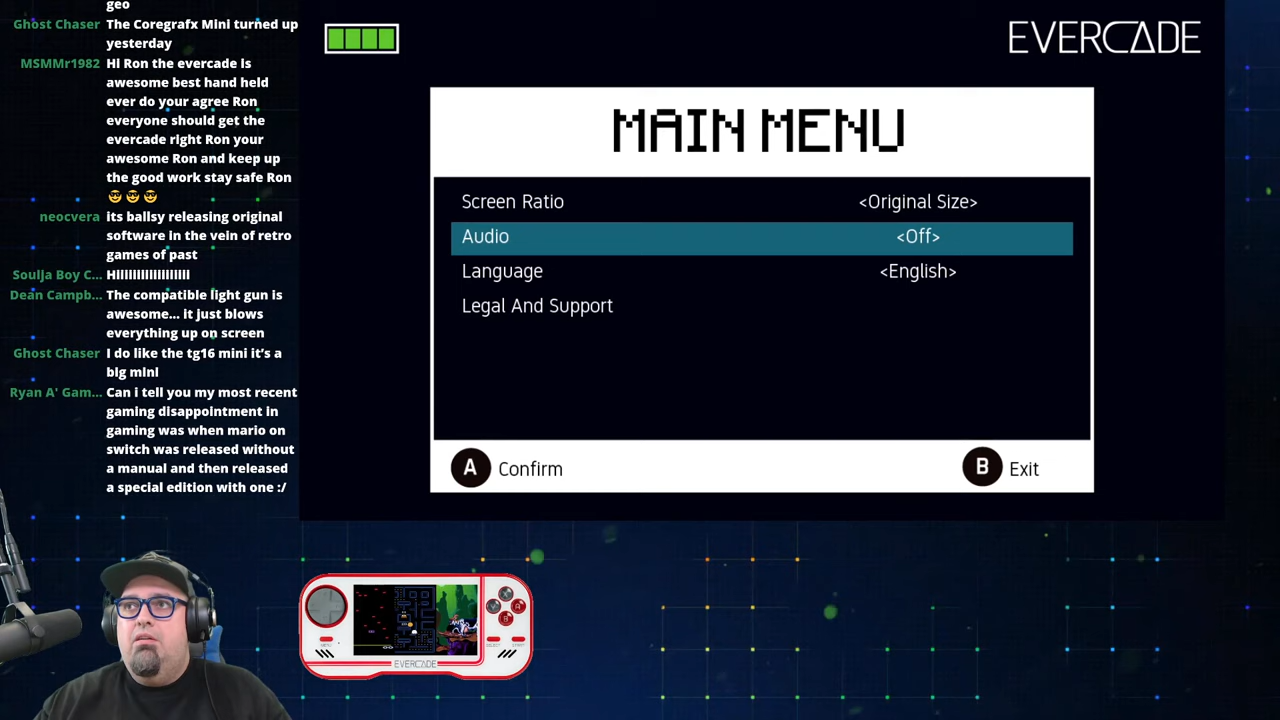 geo
Ghost Chaser The Coregrafx Mini turned up
yesterday
MSMMr1982 HI Ron the evercade is
awesome best hand held
ever do your agree Ron
everyone should get the
evercade right Ron your
awesome Ron and keep up
the good work stay safe Ron
neocvera its ballsy releasing original
software in the vein of retro
games of past
Soulja Boy C... Hiiiiiiiiiiiiiiiiii
Dean Campb... The compatible light gun is
awesome... it just blows
everything up on screen
Ghost Chaser I do like the tg16 mini it’s a
big minI
Ryan A' Gam... Can i tell you my most recent
gaming disappointment in
gaming was when mario on
switch was released without
a manual and then released
a special edition with one :/
EVERCADE
MAIN MENU
Screen Ratio <Original Size>
Audio <Off>
Language <English>
Legal And Support
A Confirm
B Exit
EVERCADE